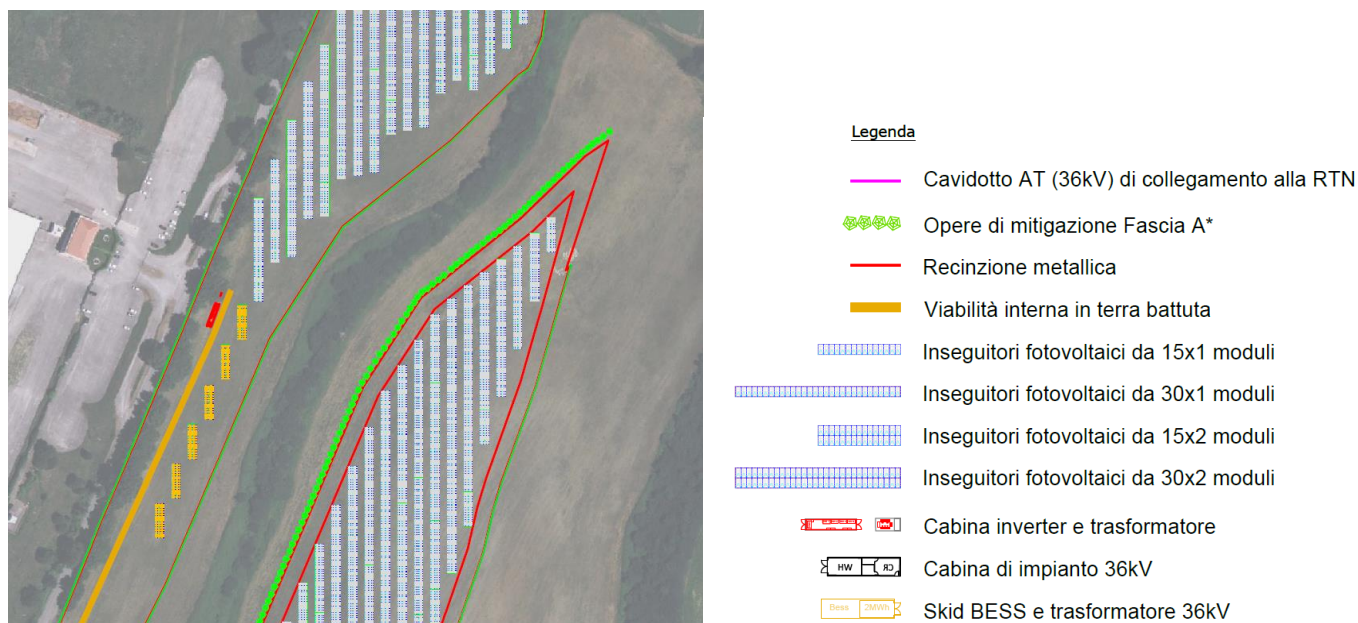 Legenda
Cavidotto AT (36kV) di collegamento alla RTN
Opere di mitigazione Fascia A*
Recinzione metallica
Viabilità interna in terra battuta
Inseguitori fotovoltaici da 15x1 moduli
Inseguitori fotovoltaici da 30x1 moduli
Inseguitori fotovoltaici da 15x2 moduli
Inseguitori fotovoltaici da 30x2 moduli
Cabina inverter e trasformatore
HW CR Cabina di impianto 36kV
Bess 2MWh Skid BESS e trasformatore 36kV